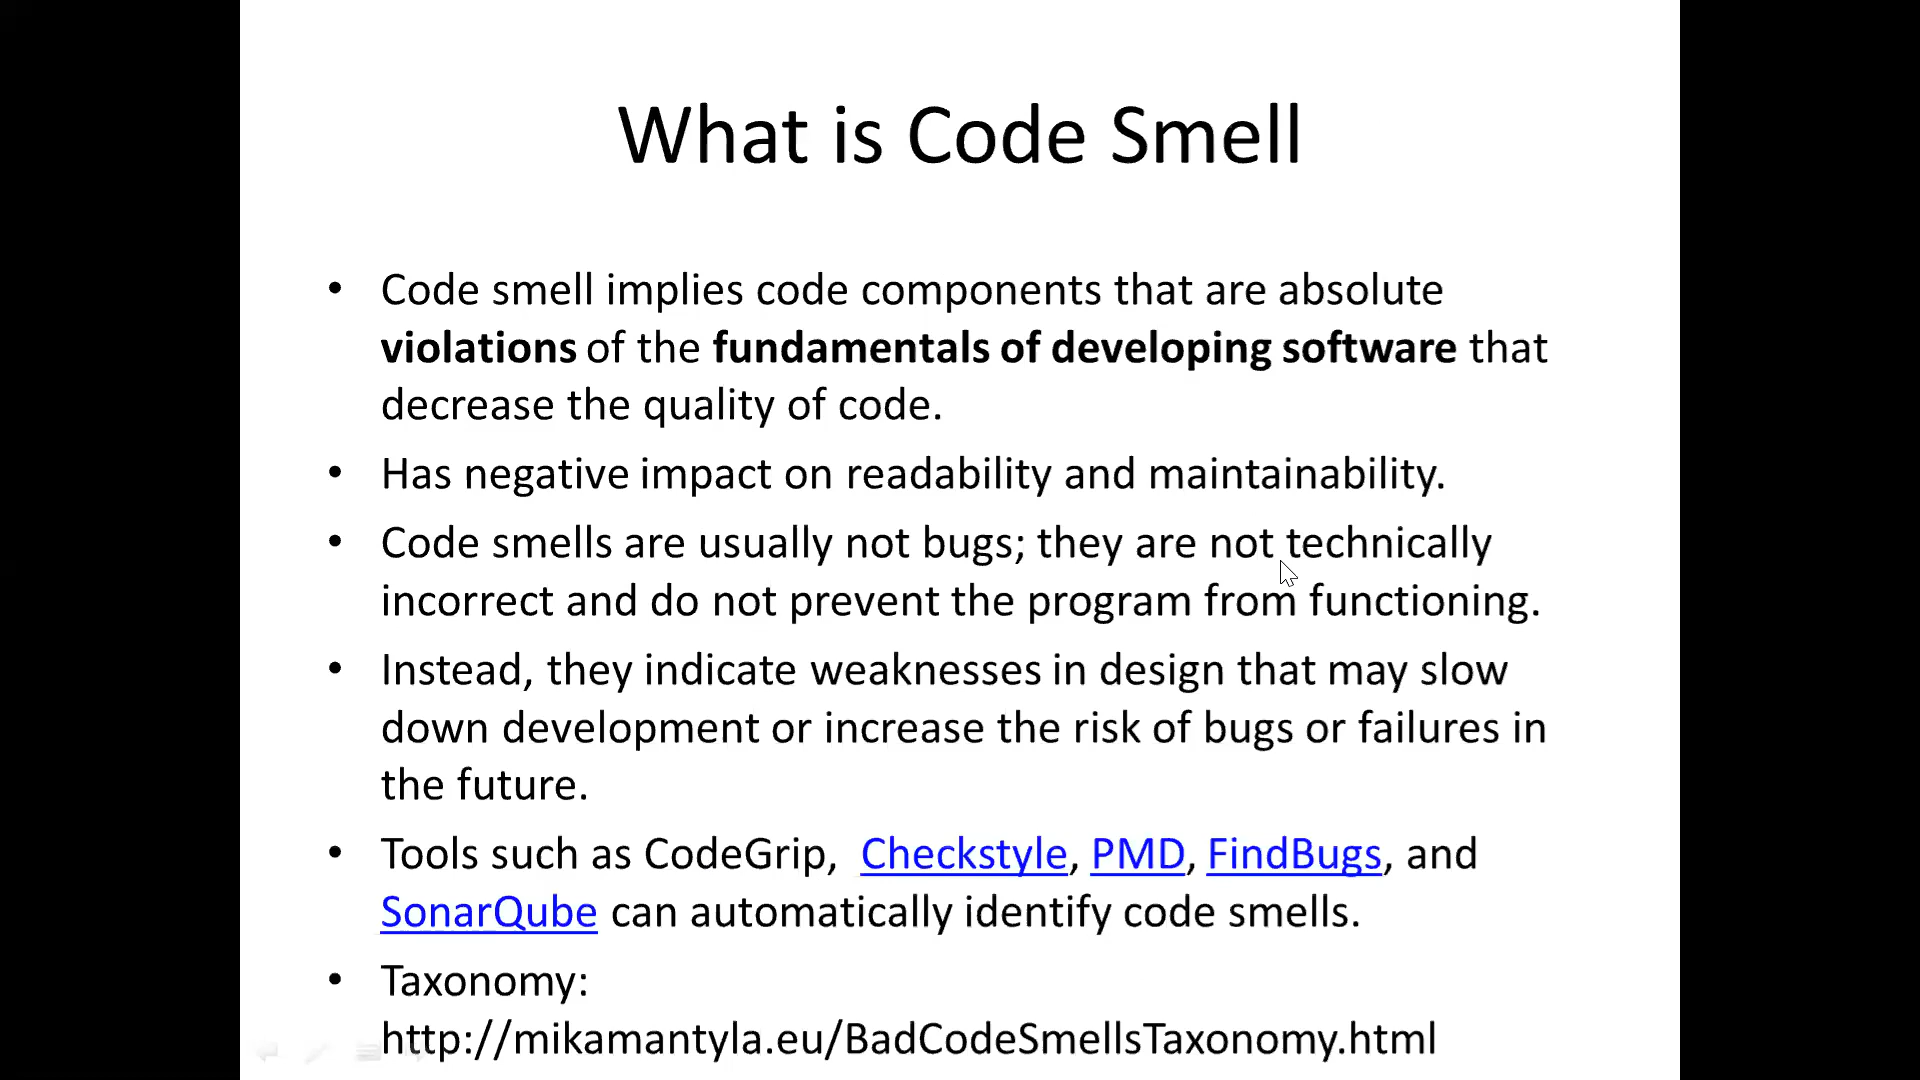 What is Code Smell
• Code smell implies code components that are absolute
violations of the fundamentals of developing software that
decrease the quality of code.
• Has negative impact on readability and maintainability.
• Code smells are usually not bugs; they are not technically
incorrect and do not prevent the program from functioning.
• Instead, they indicate weaknesses in design that may slow
down development or increase the risk of bugs or failures in
the future.
• Tools such as CodeGrip,  Checkstyle, PMD, FindBugs, and
SonarQube can automatically identify code smells.
• Taxonomy:
http://mikamantyla.eu/BadCodeSmellsTaxonomy.html